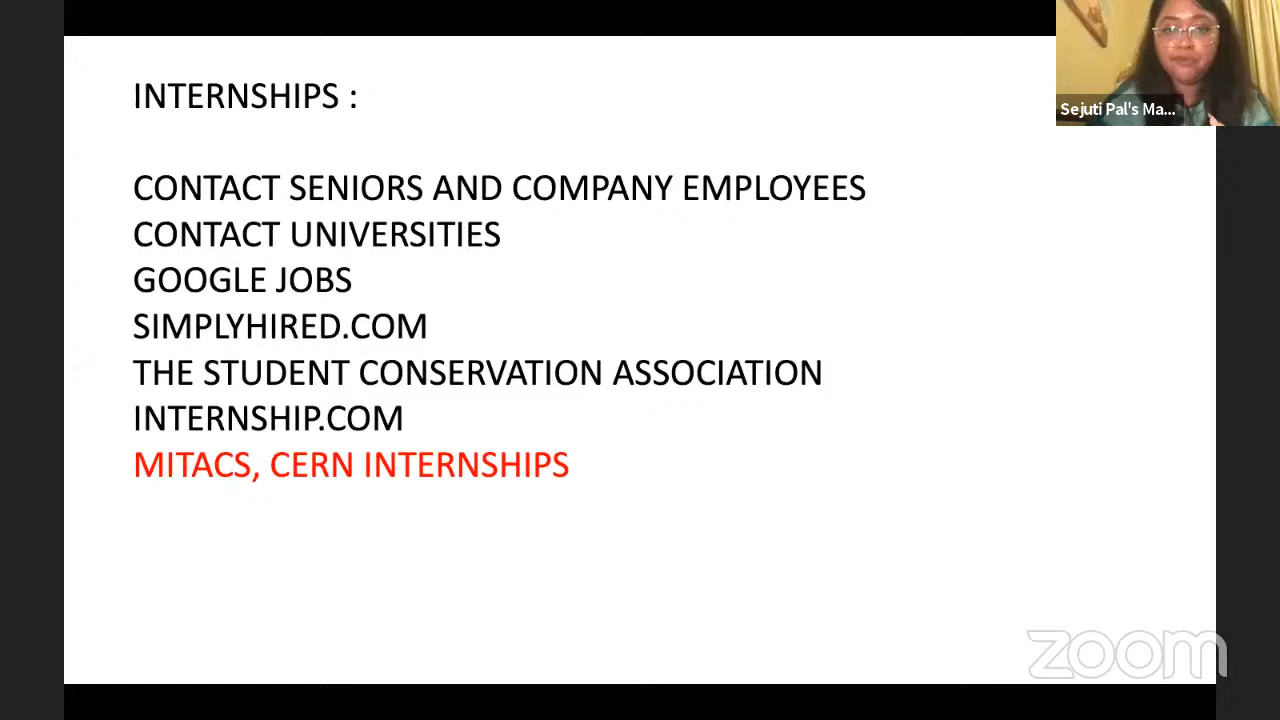 INTERNSHIPS :
CONTACT SENIORS AND COMPANY EMPLOYEES
CONTACT UNIVERSITIES
GOOGLE JOBS
SIMPLYHIRED.COM
THE STUDENT CONSERVATION ASSOCIATION
INTERNSHIP.COM
MITACS, CERN INTERNSHIPS
Sejuti Pal's Ma...
zoom